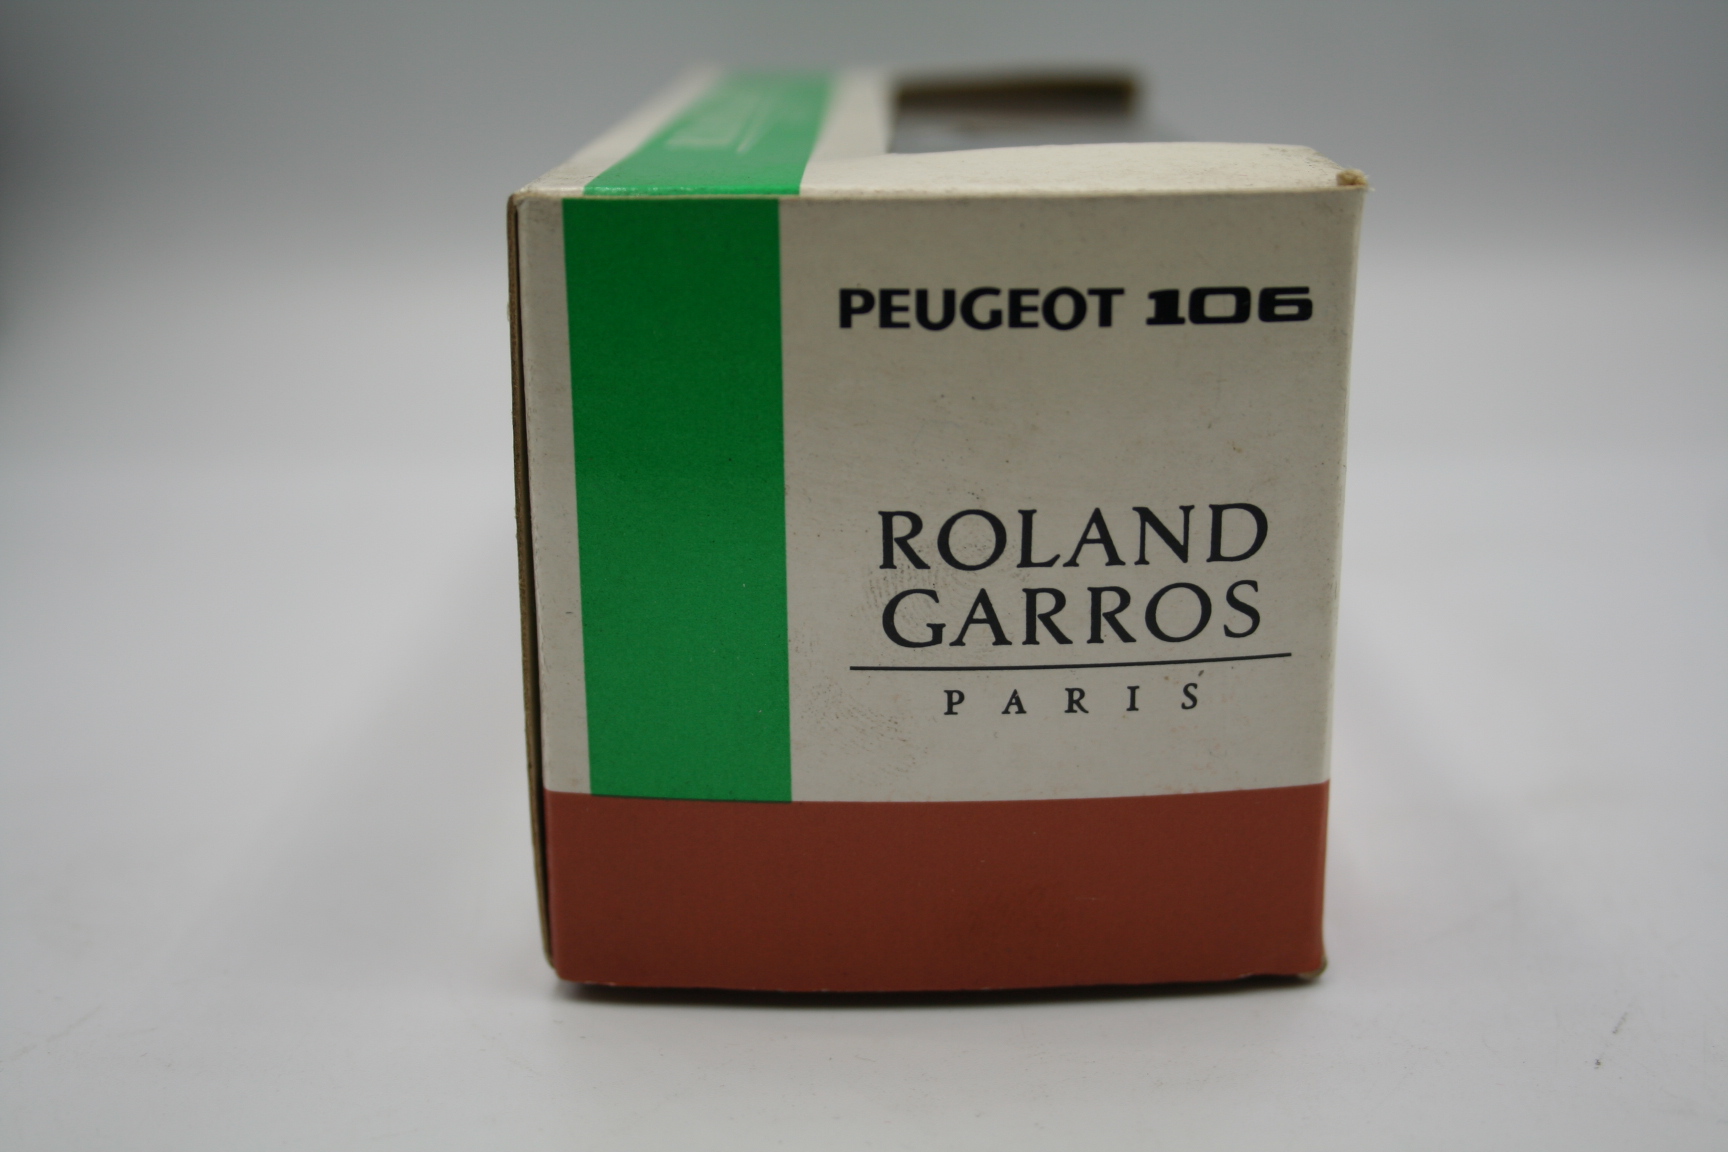 PEUGEOT 106
ROLAND
GARROS
PARIS